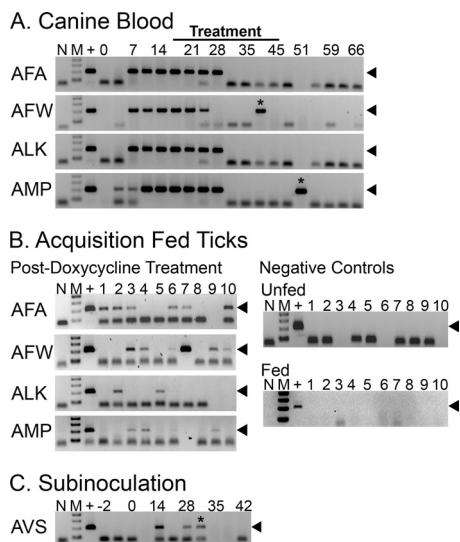 A. Canine Blood
Treatment
N M + 0 7 14 21 28 35 45 51 59 66
AFA
AFW *
ALK
AMP *
B. Acquisition Fed Ticks
Post-Doxycycline Treatment
N M + 1 2 3 4 5 6 7 8 9 10
AFA
AFW
ALK
AMP
Negative Controls
Unfed
N M + 1 2 3 4 5 6 7 8 9 10
Fed
N M + 1 2 3 4 5 6 7 8 9 10
C. Subinoculation
N M + -2 0 14 28 35 42
AVS *